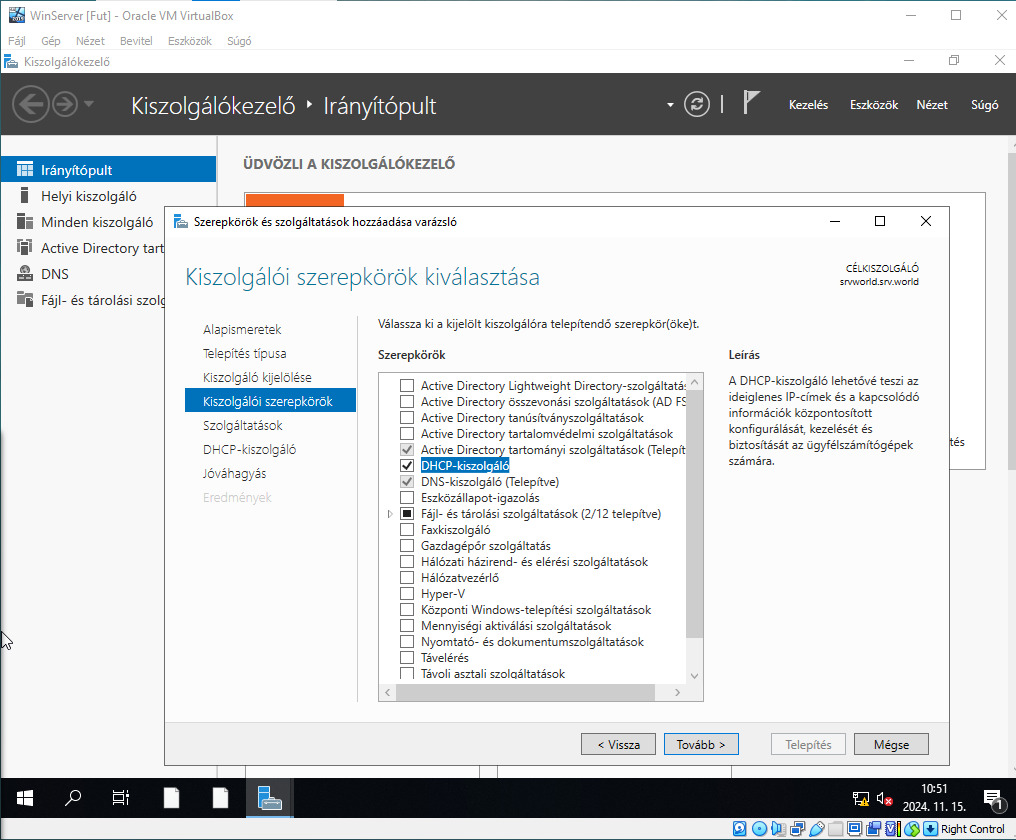 WinServer [Fut] - Oracle VM VirtualBox
Fájl Gép Nézet Bevitel Eszközök Súgó
Kiszolgálókezelő
Kiszolgálókezelő Irányítópult
Kezelés Eszközök Nézet Súgó
Irányítópult
Helyi kiszolgáló
Minden kiszolgáló
Active Directory tart
DNS
Fájl- és tárolási szolg
ÜDVÖZLI A KISZOLGÁLÓKEZELŐ
Szerepkörök és szolgáltatások hozzáadása varázsló
Kiszolgálói szerepkörök kiválasztása
CÉLKISZOLGÁLÓ
srvworld.srv.world
Alapismeretek
Telepítés típusa
Kiszolgáló kijelölése
Kiszolgálói szerepkörök
Szolgáltatások
DHCP-kiszolgáló
Jóváhagyás
Eredmények
Válassza ki a kijelölt kiszolgálóra telepítendő szerepkör(öke)t.
Szerepkörök
Active Directory Lightweight Directory-szolgáltatás
Active Directory összevonási szolgáltatások (AD FS
Active Directory tanúsítványszolgáltatások
Active Directory tartalomvédelmi szolgáltatások
Active Directory tartományi szolgáltatások (Telepít
DHCP-kiszolgáló
DNS-kiszolgáló (Telepítve)
Eszközállapot-igazolás
Fájl- és tárolási szolgáltatások (2/12 telepítve)
Faxkiszolgáló
Gazdagépőr szolgáltatás
Hálózati házirend- és elérési szolgáltatások
Hálózatvezérlő
Hyper-V
Központi Windows-telepítési szolgáltatások
Mennyiségi aktiválási szolgáltatások
Nyomtató- és dokumentumszolgáltatások
Távelérés
Távoli asztali szolgáltatások
Leírás
A DHCP-kiszolgáló lehetővé teszi az
ideiglenes IP-címek és a kapcsolódó
információk központosított
konfigurálását, kezelését és
biztosítását az ügyfélszámítógépek
számára.
tés
< Vissza Tovább > Telepítés Mégse
10:51
2024. 11. 15.
1
Right Control